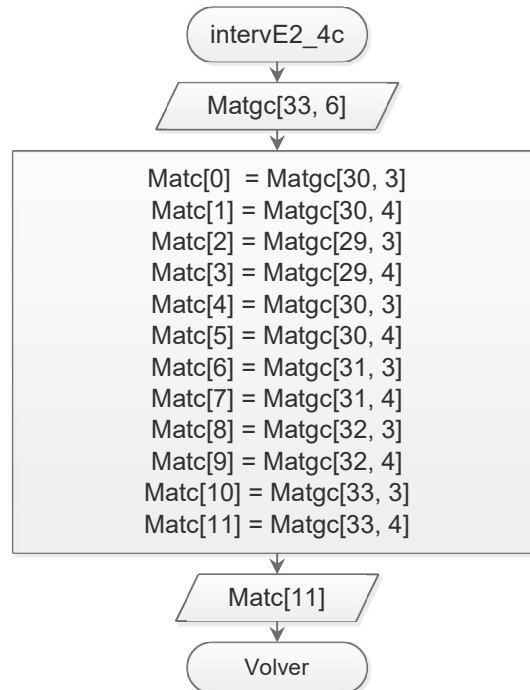 intervE2_4c
Matgc[33, 6]
Matc[0]  = Matgc[30, 3]
Matc[1] = Matgc[30, 4]
Matc[2] = Matgc[29, 3]
Matc[3] = Matgc[29, 4]
Matc[4] = Matgc[30, 3]
Matc[5] = Matgc[30, 4]
Matc[6] = Matgc[31, 3]
Matc[7] = Matgc[31, 4]
Matc[8] = Matgc[32, 3]
Matc[9] = Matgc[32, 4]
Matc[10] = Matgc[33, 3]
Matc[11] = Matgc[33, 4]
Matc[11]
Volver